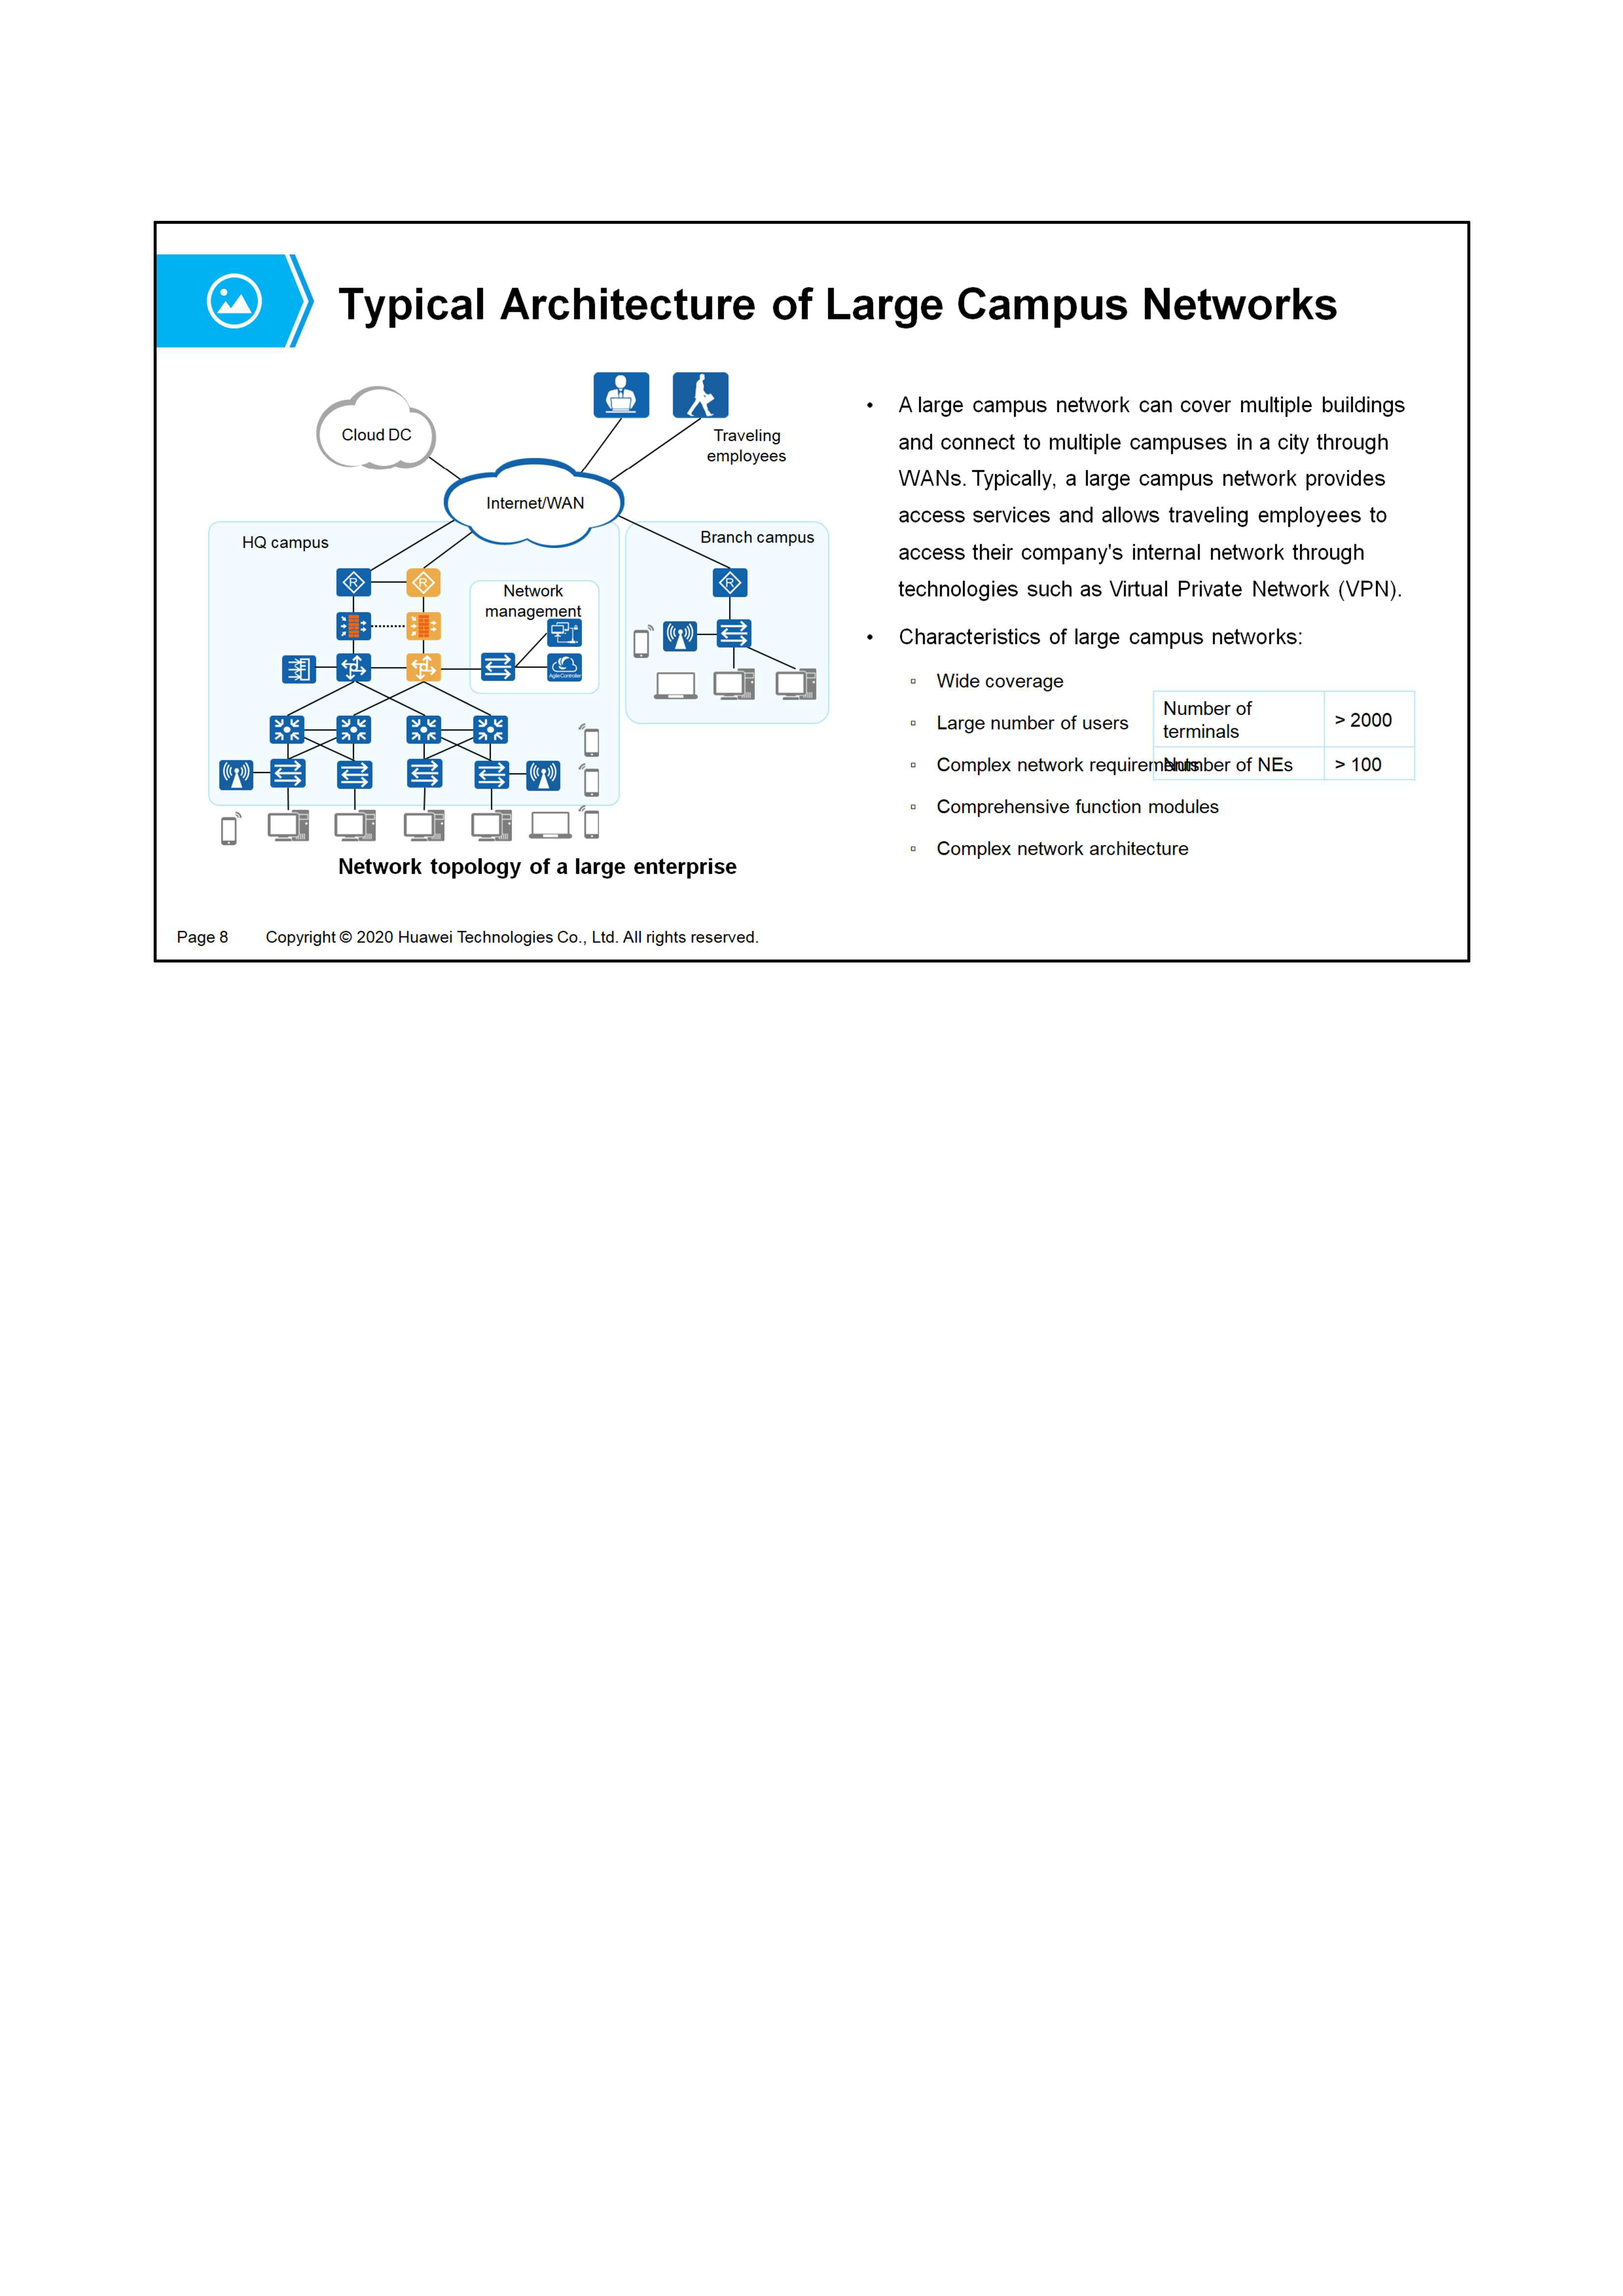 Typical Architecture of Large Campus Networks
Cloud DC
Traveling
employees
Internet/WAN
HQ campus
Branch campus
R
R
R
Network
management
Agile Controller
Network topology of a large enterprise
• A large campus network can cover multiple buildings
and connect to multiple campuses in a city through
WANs. Typically, a large campus network provides
access services and allows traveling employees to
access their company's internal network through
technologies such as Virtual Private Network (VPN).
• Characteristics of large campus networks:
▫ Wide coverage
▫ Large number of users
▫ Complex network requirements
▫ Comprehensive function modules
▫ Complex network architecture
Number of
terminals
> 2000
Number of NEs
> 100
Page 8
Copyright © 2020 Huawei Technologies Co., Ltd. All rights reserved.